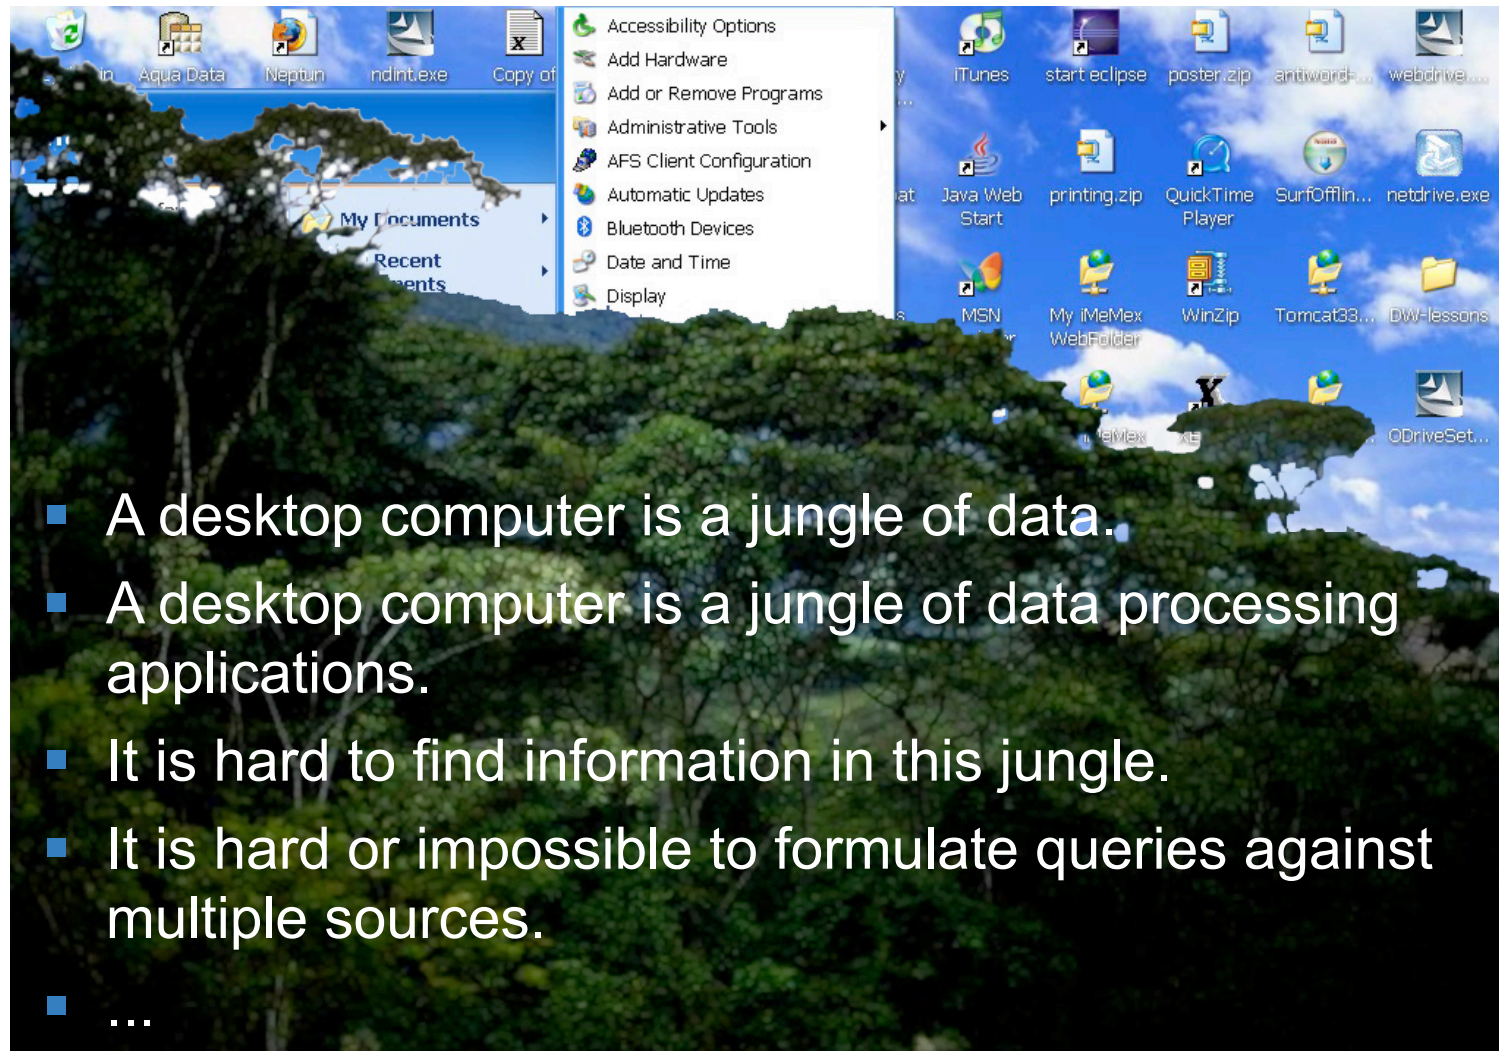 Aqua Data
Neptun
ndint.exe
Copy of
iTunes
start eclipse
poster.zip
antiword-...
webdrive....
Accessibility Options
Add Hardware
Add or Remove Programs
Administrative Tools
AFS Client Configuration
Automatic Updates
Bluetooth Devices
Date and Time
Display
My Documents
Recent
Java Web
Start
printing.zip
QuickTime
Player
SurfOfflin...
netdrive.exe
MSN
My iMeMex
WebFolder
WinZip
Tomcat33...
DW-lessons
ODriveSet...
A desktop computer is a jungle of data.
A desktop computer is a jungle of data processing
applications.
It is hard to find information in this jungle.
It is hard or impossible to formulate queries against
multiple sources.
...